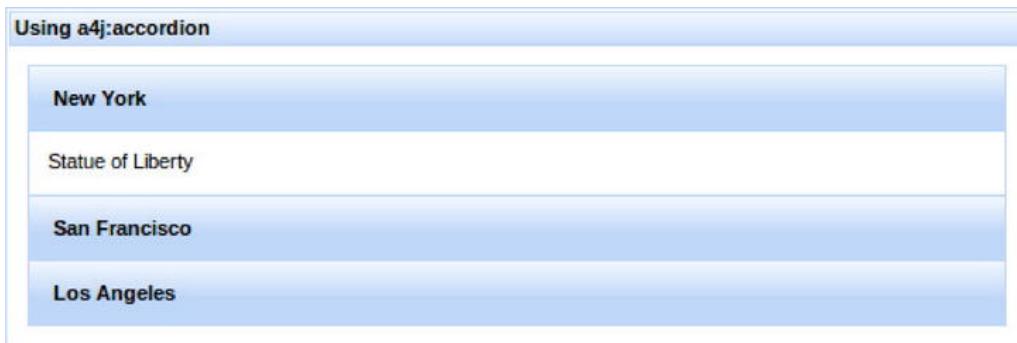 Using a4j:accordion
New York
Statue of Liberty
San Francisco
Los Angeles